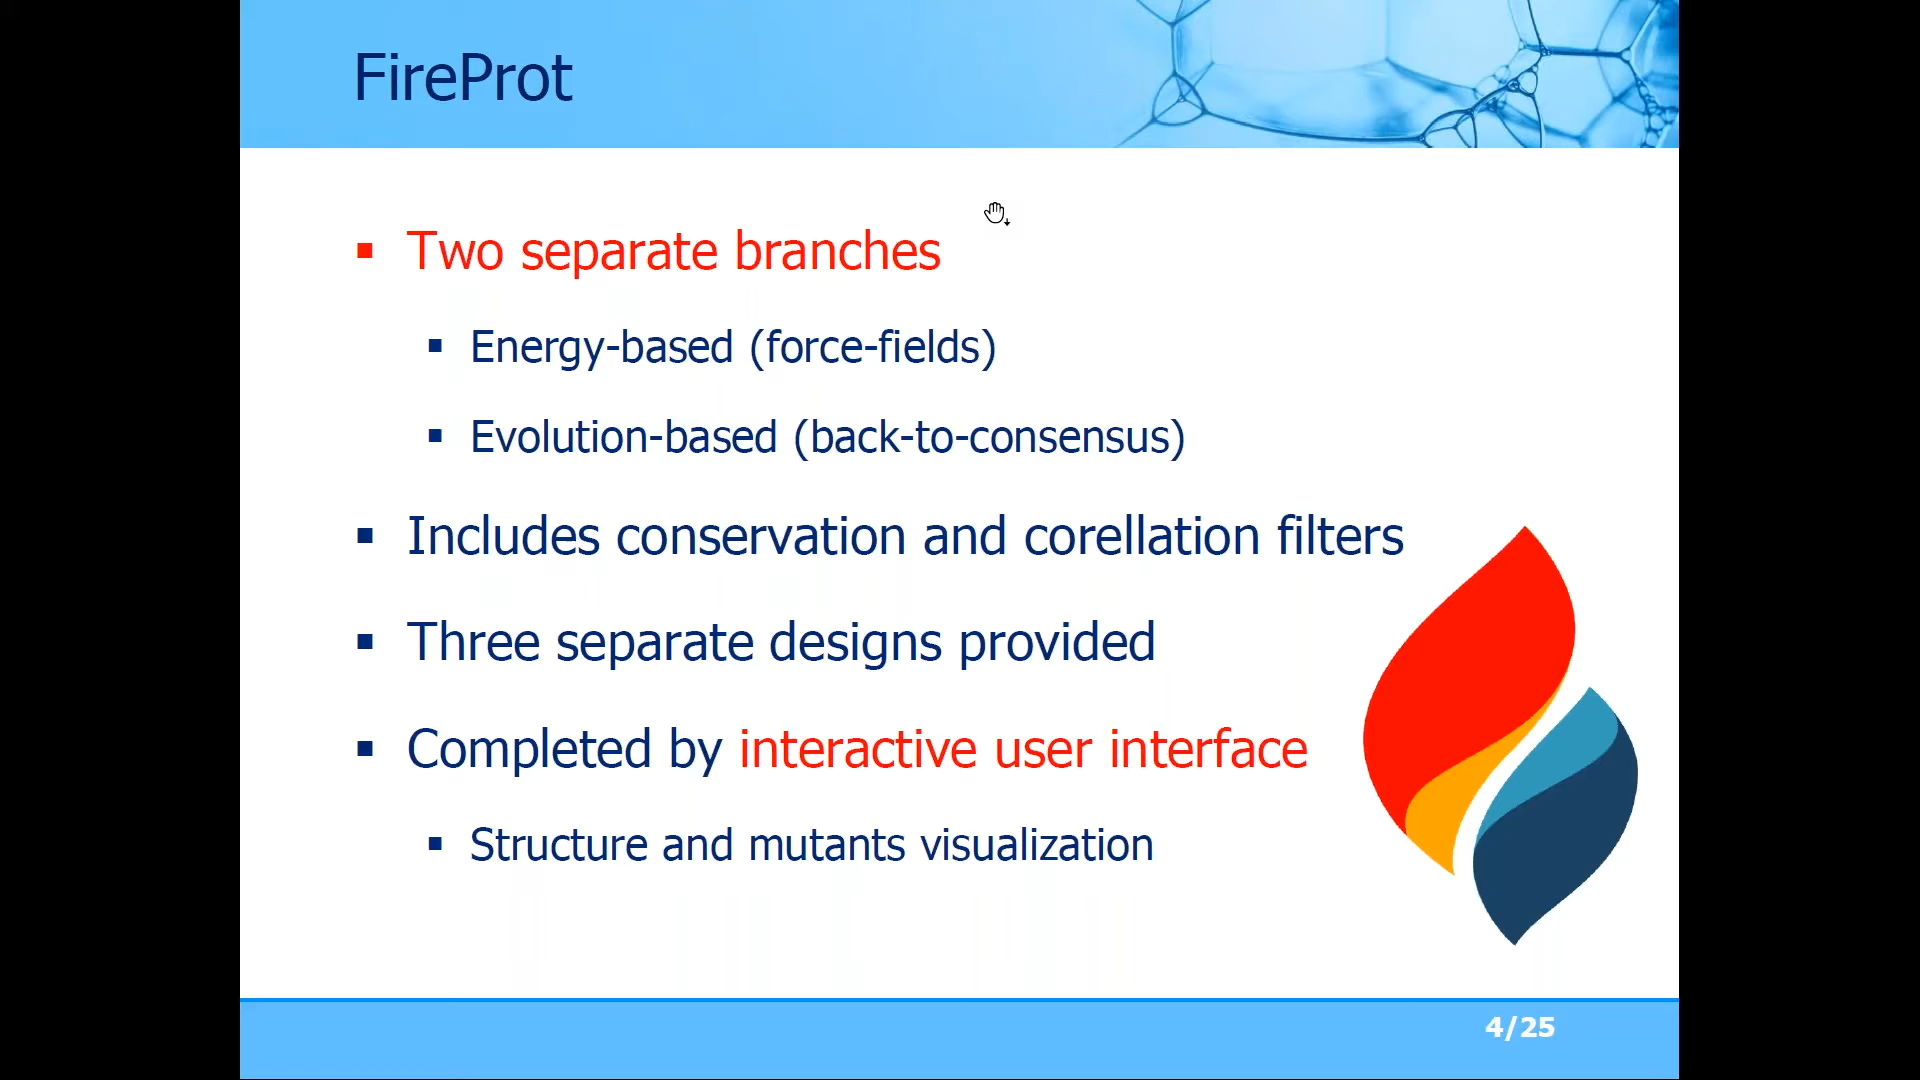 FireProt
Two separate branches
Energy-based (force-fields)
Evolution-based (back-to-consensus)
Includes conservation and corellation filters
Three separate designs provided
Completed by interactive user interface
Structure and mutants visualization
4/25